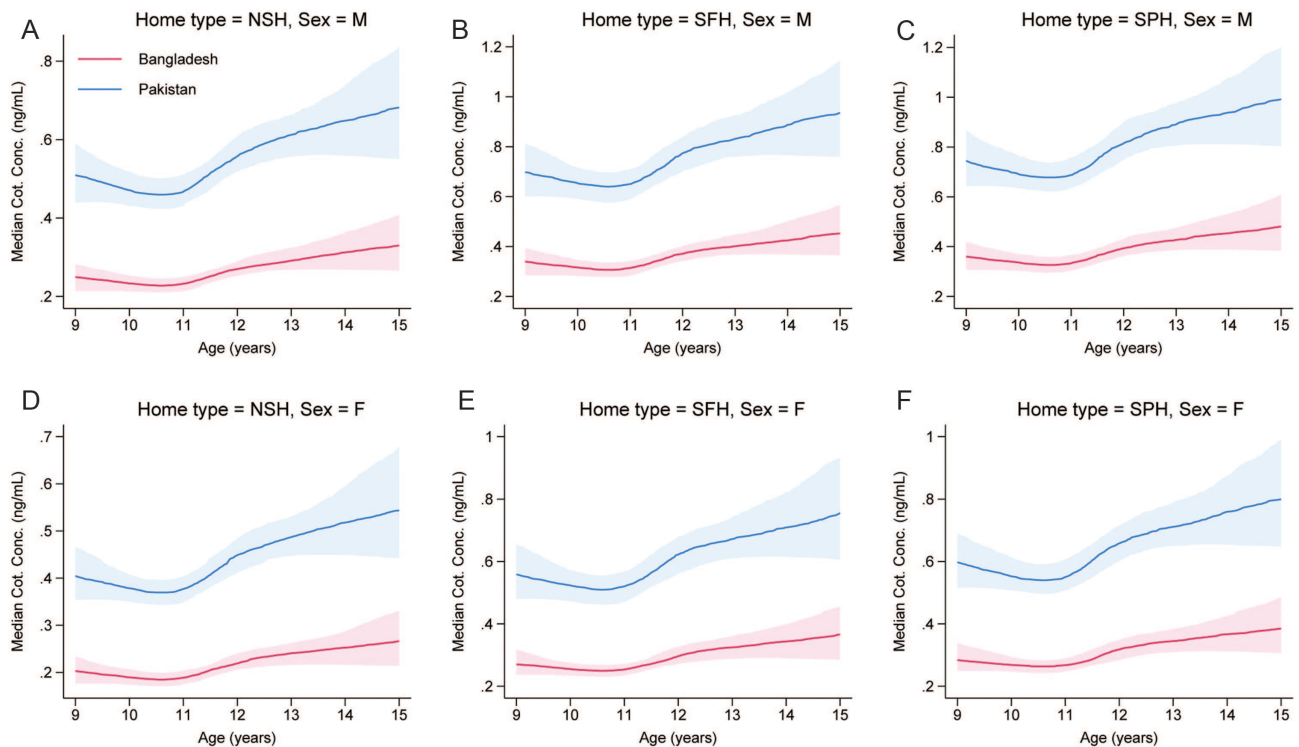 A
Home type = NSH, Sex = M
Bangladesh
Pakistan
Median Cot. Conc. (ng/mL)
.8
.6
.4
.2
9 10 11 12 13 14 15
Age (years)
B
Home type = SFH, Sex = M
Median Cot. Conc. (ng/mL)
1.2
1
.8
.6
.4
.2
9 10 11 12 13 14 15
Age (years)
C
Home type = SPH, Sex = M
Median Cot. Conc. (ng/mL)
1.2
1
.8
.6
.4
.2
9 10 11 12 13 14 15
Age (years)
D
Home type = NSH, Sex = F
Median Cot. Conc. (ng/mL)
.7
.6
.5
.4
.3
.2
9 10 11 12 13 14 15
Age (years)
E
Home type = SFH, Sex = F
Median Cot. Conc. (ng/mL)
1
.8
.6
.4
.2
9 10 11 12 13 14 15
Age (years)
F
Home type = SPH, Sex = F
Median Cot. Conc. (ng/mL)
1
.8
.6
.4
.2
9 10 11 12 13 14 15
Age (years)